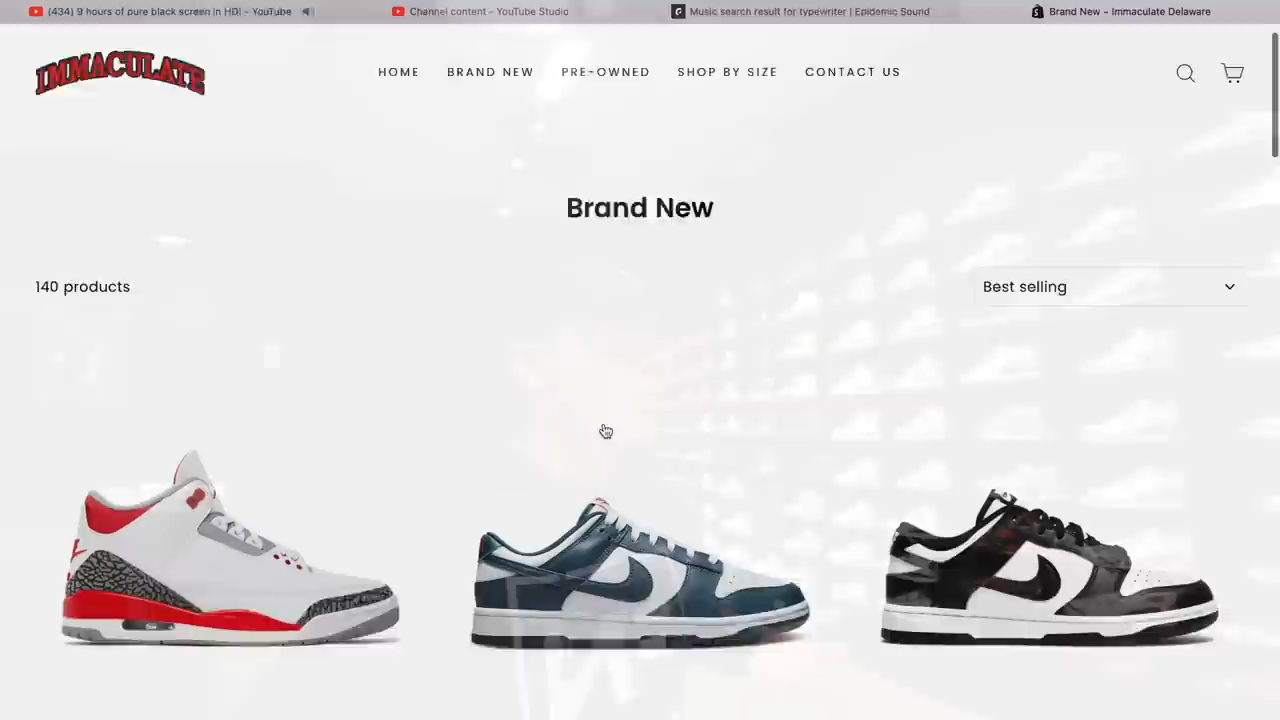 (434) 9 hours of pure black screen in HD! - YouTube
Channel content - YouTube Studio
Music search result for typewriter | Epidemic Sound
Brand New – Immaculate Delaware
IMMACULATE
HOME
BRAND NEW
PRE-OWNED
SHOP BY SIZE
CONTACT US
Brand New
140 products
Best selling